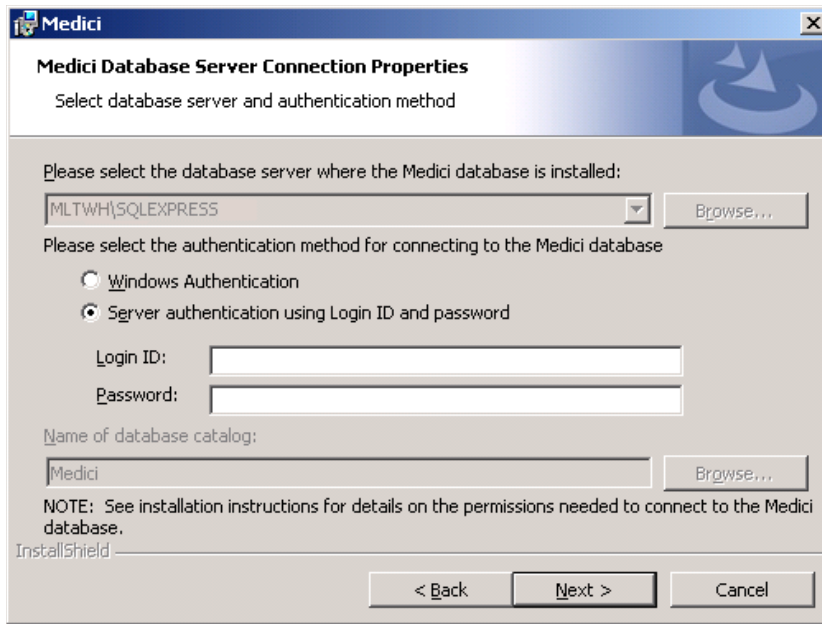 Medici
Medici Database Server Connection Properties
Select database server and authentication method
Please select the database server where the Medici database is installed:
MLTWH\SQLEXPRESS
Browse...
Please select the authentication method for connecting to the Medici database
Windows Authentication
Server authentication using Login ID and password
Login ID:
Password:
Name of database catalog:
Medici
Browse...
NOTE: See installation instructions for details on the permissions needed to connect to the Medici
database.
InstallShield
< Back
Next >
Cancel